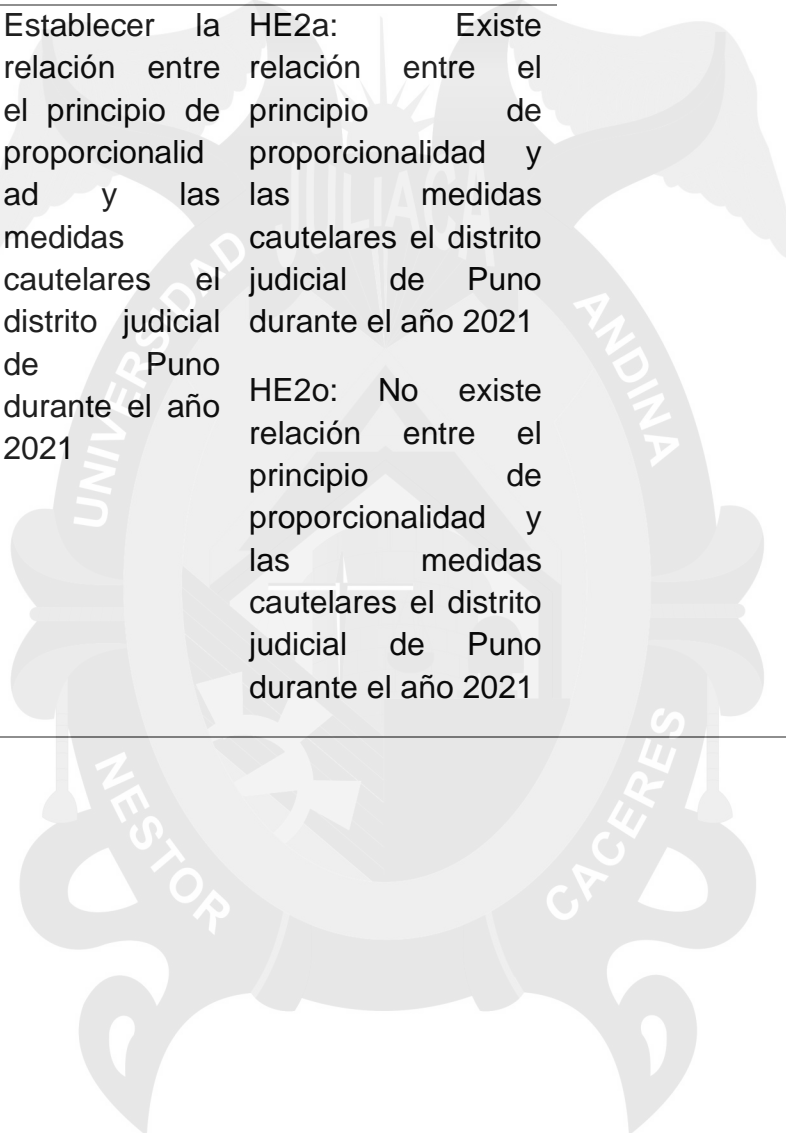 Establecer la
relación entre
el principio de
proporcionalid
ad y las
medidas
cautelares el
distrito judicial
de Puno
durante el año
2021
HE2a: Existe
relación entre el
principio de
proporcionalidad y
las medidas
cautelares el distrito
judicial de Puno
durante el año 2021
HE2o: No existe
relación entre el
principio de
proporcionalidad y
las medidas
cautelares el distrito
judicial de Puno
durante el año 2021
UNIVERSIDAD ANDINA
JULIACA
NESTOR CACERES